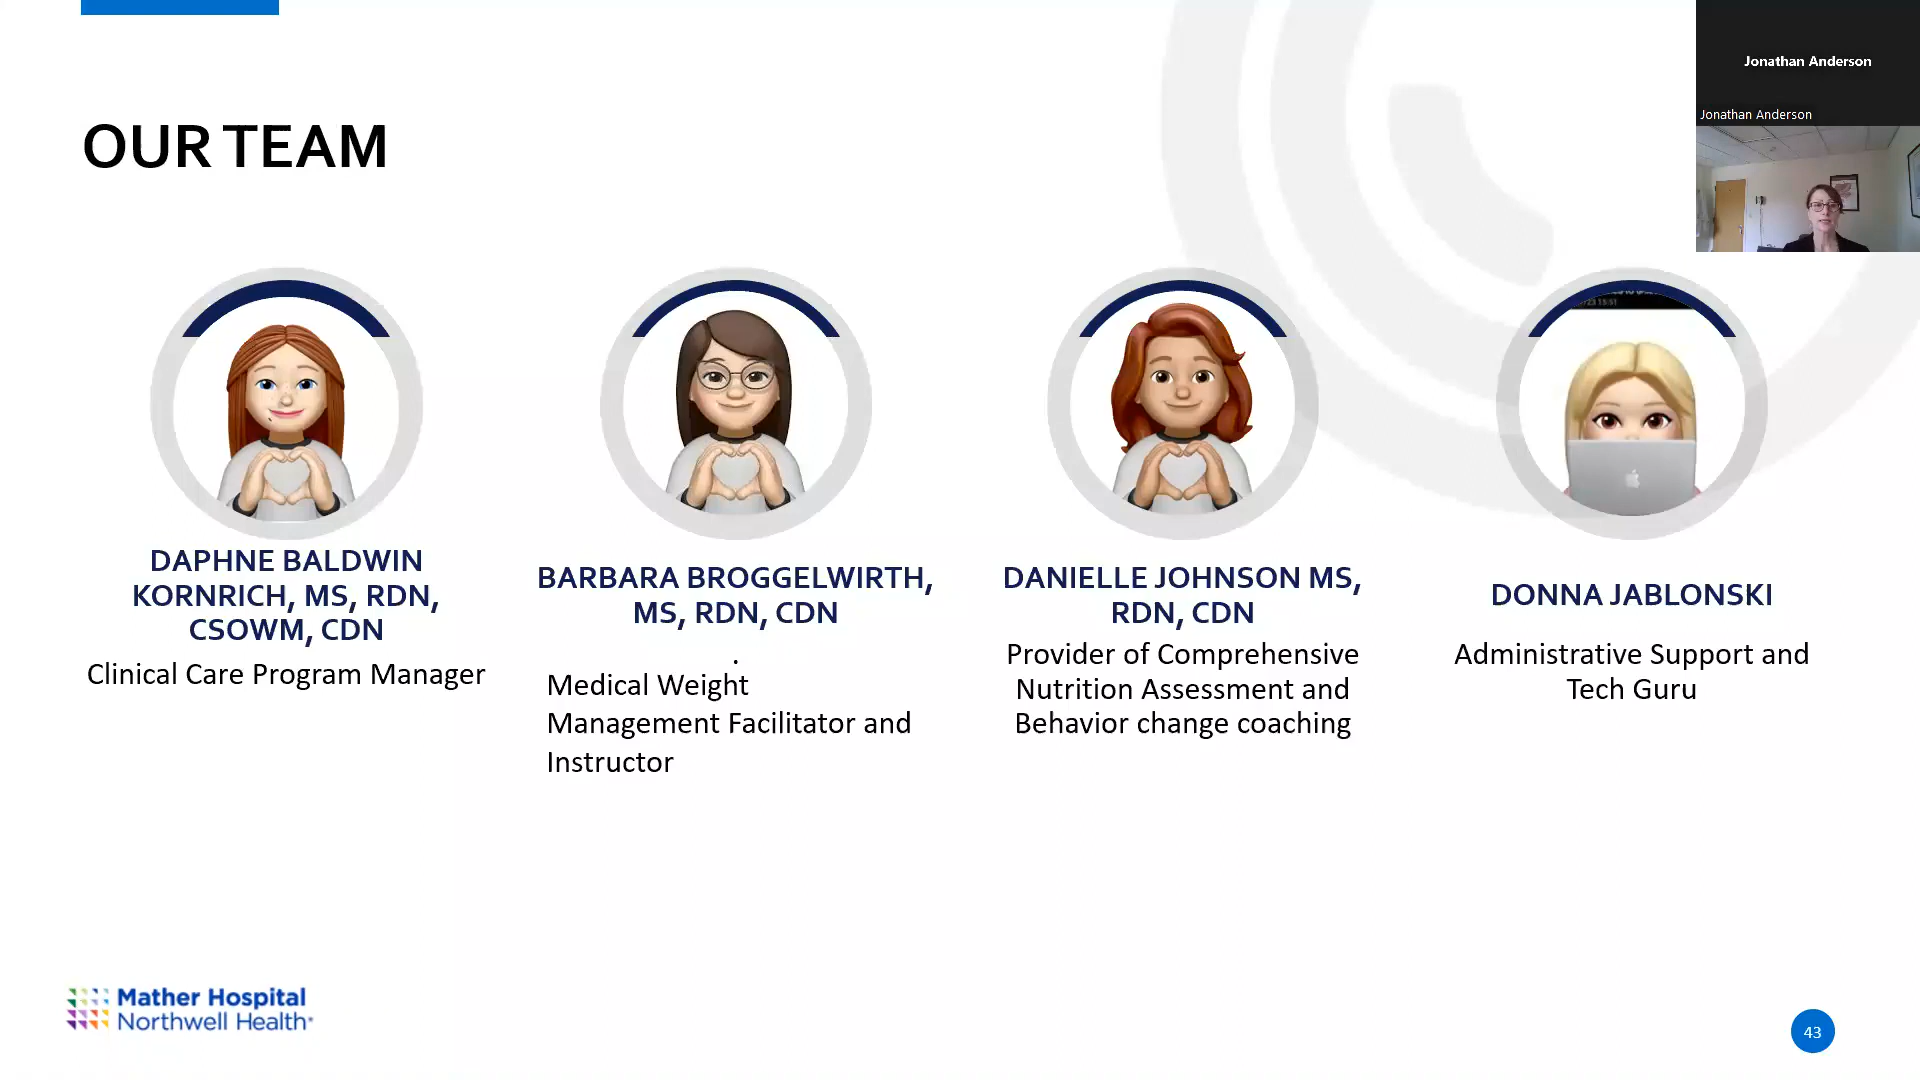 Jonathan Anderson
Jonathan Anderson
OUR TEAM
DAPHNE BALDWIN
KORNRICH, MS, RDN,
CSOWM, CDN
Clinical Care Program Manager
BARBARA BROGGELWIRTH,
MS, RDN, CDN
.
Medical Weight
Management Facilitator and
Instructor
DANIELLE JOHNSON MS,
RDN, CDN
Provider of Comprehensive
Nutrition Assessment and
Behavior change coaching
15:51
DONNA JABLONSKI
Administrative Support and
Tech Guru
Mather Hospital
Northwell Health®
43